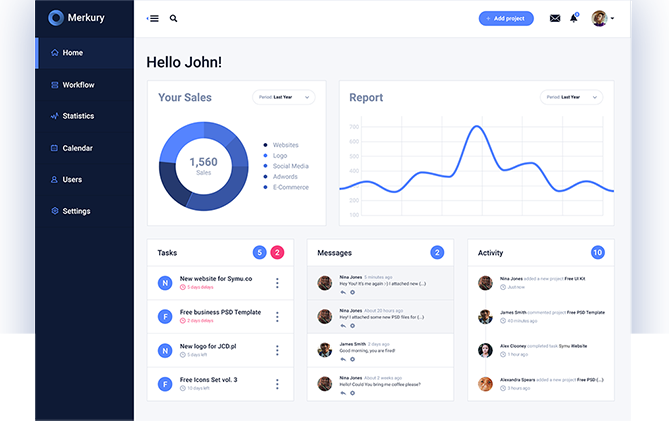 Merkury
+ Add project
2
Home
Workflow
Statistics
Calendar
Users
Settings
Hello John!
Your Sales
Period: Last Year
1,560
Sales
Websites
Logo
Social Media
Adwords
E-Commerce
Report
Period: Last Year
700
600
500
400
300
200
100
Tasks
5
2
N
New website for Symu.co
5 days delays
F
Free business PSD Template
2 days delays
N
New logo for JCD.pl
5 days left
F
Free Icons Set vol. 3
10 days left
Messages
2
Nina Jones 5 minutes ago
Hey You! It's me again :-) I attached new (...)
Nina Jones About 20 hours ago
Hey! I attached some new PSD files for (...)
James Smith 2 days ago
Good morning, you are fired!
Nina Jones About 2 weeks ago
Hello! Could You bring me coffee please?
Activity
10
Nina Jones added a new project Free UI Kit
Just now
James Smith commented project Free PSD Template
40 minutes ago
Alex Clooney completed task Symu Website
1 hour ago
Alexandra Spears added a new project Free PSD (...)
3 hours ago